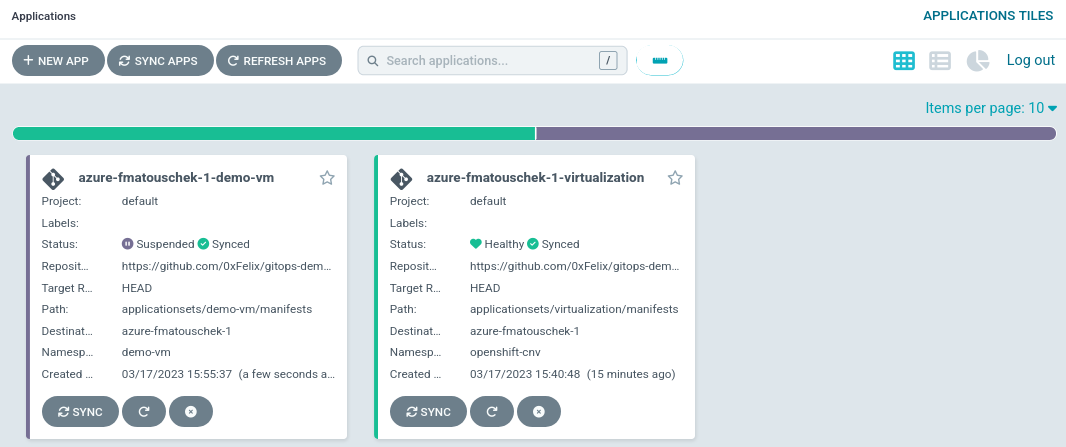 Applications
APPLICATIONS TILES
NEW APP
SYNC APPS
REFRESH APPS
Search applications...
/
Log out
Items per page: 10
azure-fmatouschek-1-demo-vm
Project: default
Labels:
Status: Suspended Synced
Reposit... https://github.com/0xFelix/gitops-dem...
Target R... HEAD
Path: applicationsets/demo-vm/manifests
Destinat... azure-fmatouschek-1
Namesp... demo-vm
Created ... 03/17/2023 15:55:37 (a few seconds a...
SYNC
azure-fmatouschek-1-virtualization
Project: default
Labels:
Status: Healthy Synced
Reposit... https://github.com/0xFelix/gitops-dem...
Target R... HEAD
Path: applicationsets/virtualization/manifests
Destinat... azure-fmatouschek-1
Namesp... openshift-cnv
Created ... 03/17/2023 15:40:48 (15 minutes ago)
SYNC